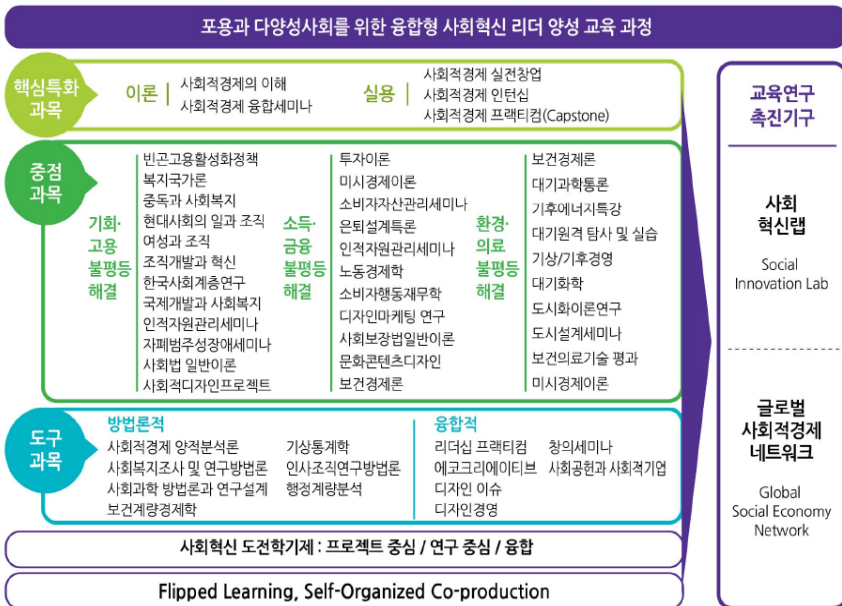 포용과 다양성사회를 위한 융합형 사회혁신 리더 양성 교육 과정
핵심특화
과목
이론
사회적경제의 이해
사회적경제 융합세미나
실용
사회적경제 실전창업
사회적경제 인턴십
사회적경제 프랙티컴(Capstone)
중점
과목
기회·
고용
불평등
해결
빈곤고용활성화정책
복지국가론
중독과 사회복지
현대사회의 일과 조직
여성과 조직
조직개발과 혁신
한국사회계층연구
국제개발과 사회복지
인적자원관리세미나
자폐범주성장애세미나
사회법 일반이론
사회적디자인프로젝트
소득·
금융
불평등
해결
투자이론
미시경제이론
소비자자산관리세미나
은퇴설계특론
인적자원관리세미나
노동경제학
소비자행동재무학
디자인마케팅 연구
사회보장법일반이론
문화콘텐츠디자인
보건경제론
환경·
의료
불평등
해결
보건경제론
대기과학통론
기후에너지특강
대기원격 탐사 및 실습
기상/기후경영
대기화학
도시화이론연구
도시설계세미나
보건의료기술 평과
미시경제이론
도구
과목
방법론적
사회적경제 양적분석론
사회복지조사 및 연구방법론
사회과학 방법론과 연구설계
보건계량경제학
기상통계학
인사조직연구방법론
행정계량분석
융합적
리더십 프랙티컴
에코크리에이티브
디자인 이슈
디자인경영
창의세미나
사회공헌과 사회적기업
사회혁신 도전학기제 : 프로젝트 중심 / 연구 중심 / 융합
Flipped Learning, Self-Organized Co-production
교육연구
촉진기구
사회
혁신랩
Social
Innovation Lab
글로벌
사회적경제
네트워크
Global
Social Economy
Network